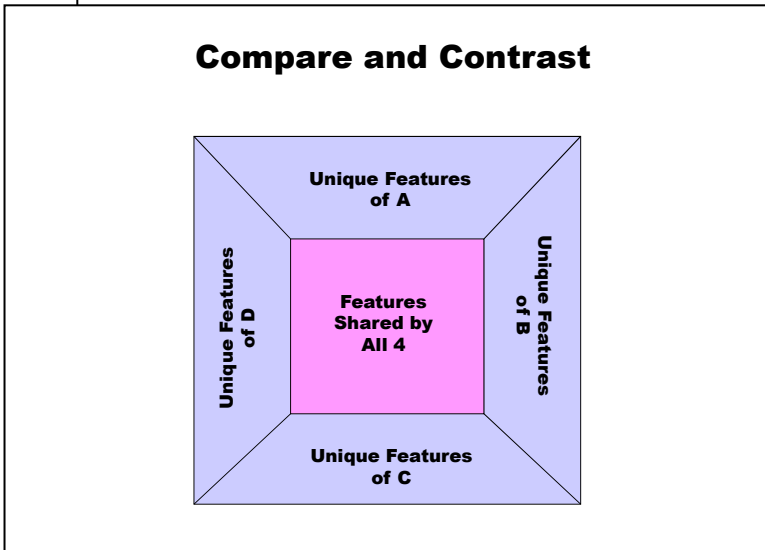 Compare and Contrast
Unique Features
of A
Unique Features
of D
Features
Shared by
All 4
Unique Features
of B
Unique Features
of C